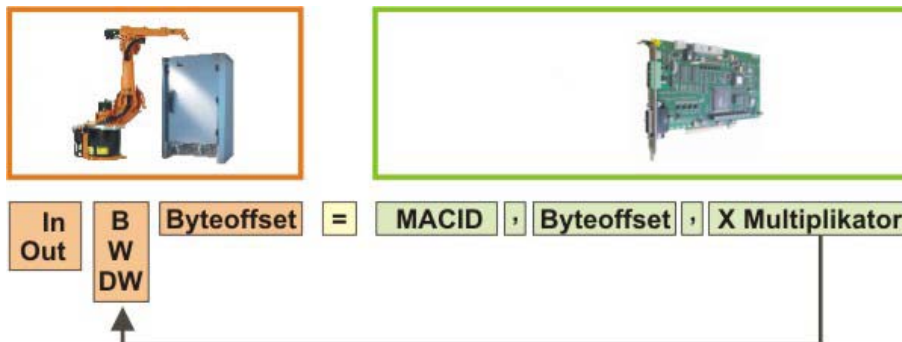 In
Out
B
W
DW
Byteoffset
=
MACID
,
Byteoffset
,
X Multiplikator